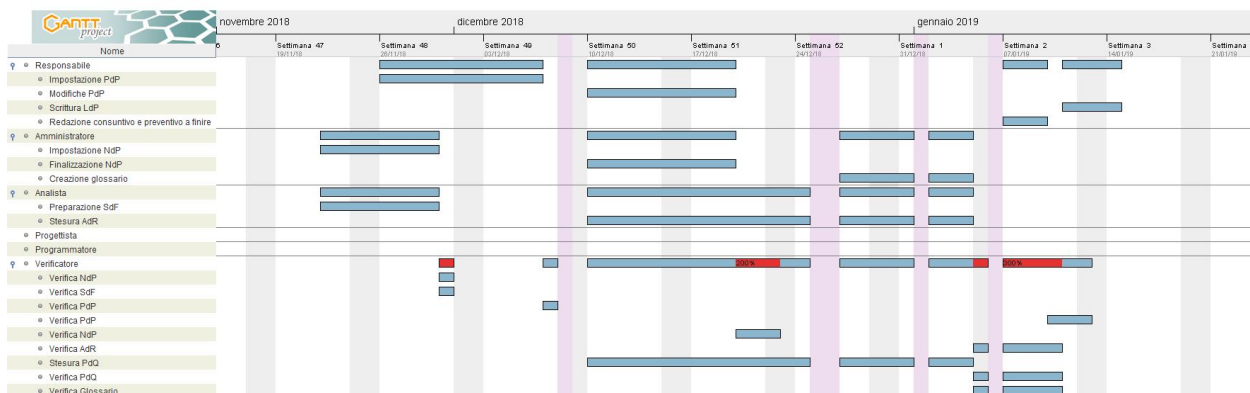 GANTT
project
novembre 2018
dicembre 2018
gennaio 2019
Nome
6
Settimana 47
Settimana 48
Settimana 49
Settimana 50
Settimana 51
Settimana 52
Settimana 1
Settimana 2
Settimana 3
Settimana
19/11/18
26/11/18
03/12/18
10/12/18
17/12/18
24/12/18
31/12/18
07/01/19
14/01/19
21/01/19
Responsabile
Impostazione PdP
Modifiche PdP
Scrittura LdP
Redazione consuntivo e preventivo a finire
Amministratore
Impostazione NdP
Finalizzazione NdP
Creazione glossario
Analista
Preparazione SdF
Stesura AdR
Progettista
Programmatore
Verificatore
200%
300%
Verifica NdP
Verifica SdF
Verifica PdP
Verifica PdP
Verifica NdP
Verifica AdR
Stesura PdQ
Verifica PdQ
Verifica Glossario